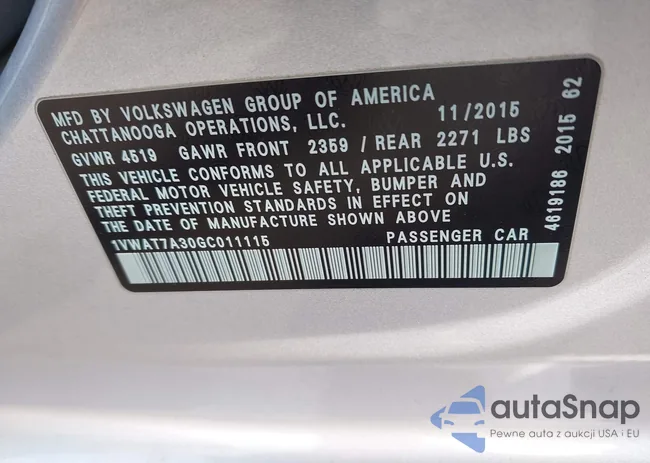 MFD BY VOLKSWAGEN GROUP OF AMERICA
CHATTANOOGA OPERATIONS, LLC. 11/2015
GVWR 4519 GAWR FRONT 2359 / REAR 2271 LBS
THIS VEHICLE CONFORMS TO ALL APPLICABLE U.S.
FEDERAL MOTOR VEHICLE SAFETY, BUMPER AND
THEFT PREVENTION STANDARDS IN EFFECT ON
THE DATE OF MANUFACTURE SHOWN ABOVE
1VWAT7A30GC011115 PASSENGER CAR
4619186 2015 62
autaSnap
Pewne auta z aukcji USA i EU